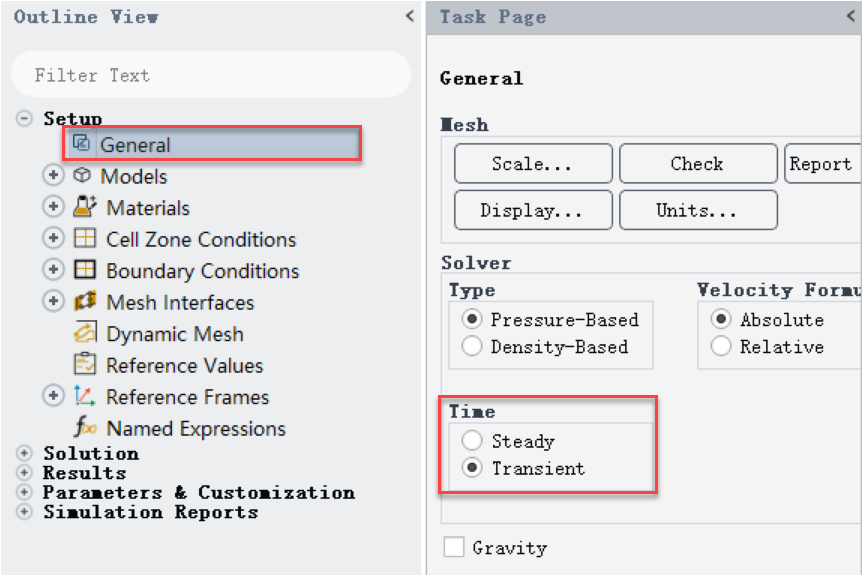 Outline View
<
Filter Text
Setup
General
Models
Materials
Cell Zone Conditions
Boundary Conditions
Mesh Interfaces
Dynamic Mesh
Reference Values
Reference Frames
Named Expressions
Solution
Results
Parameters & Customization
Simulation Reports
Task Page
<
General
Mesh
Scale... Check Report
Display... Units...
Solver
Type Velocity Formu
Pressure-Based Absolute
Density-Based Relative
Time
Steady
Transient
Gravity